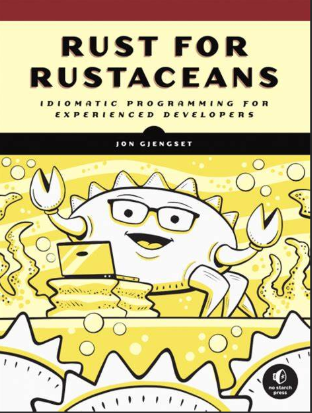 RUST FOR
RUSTACEANS
IDIOMATIC PROGRAMMING FOR
EXPERIENCED DEVELOPERS
JON GJENGSET
no starch
press